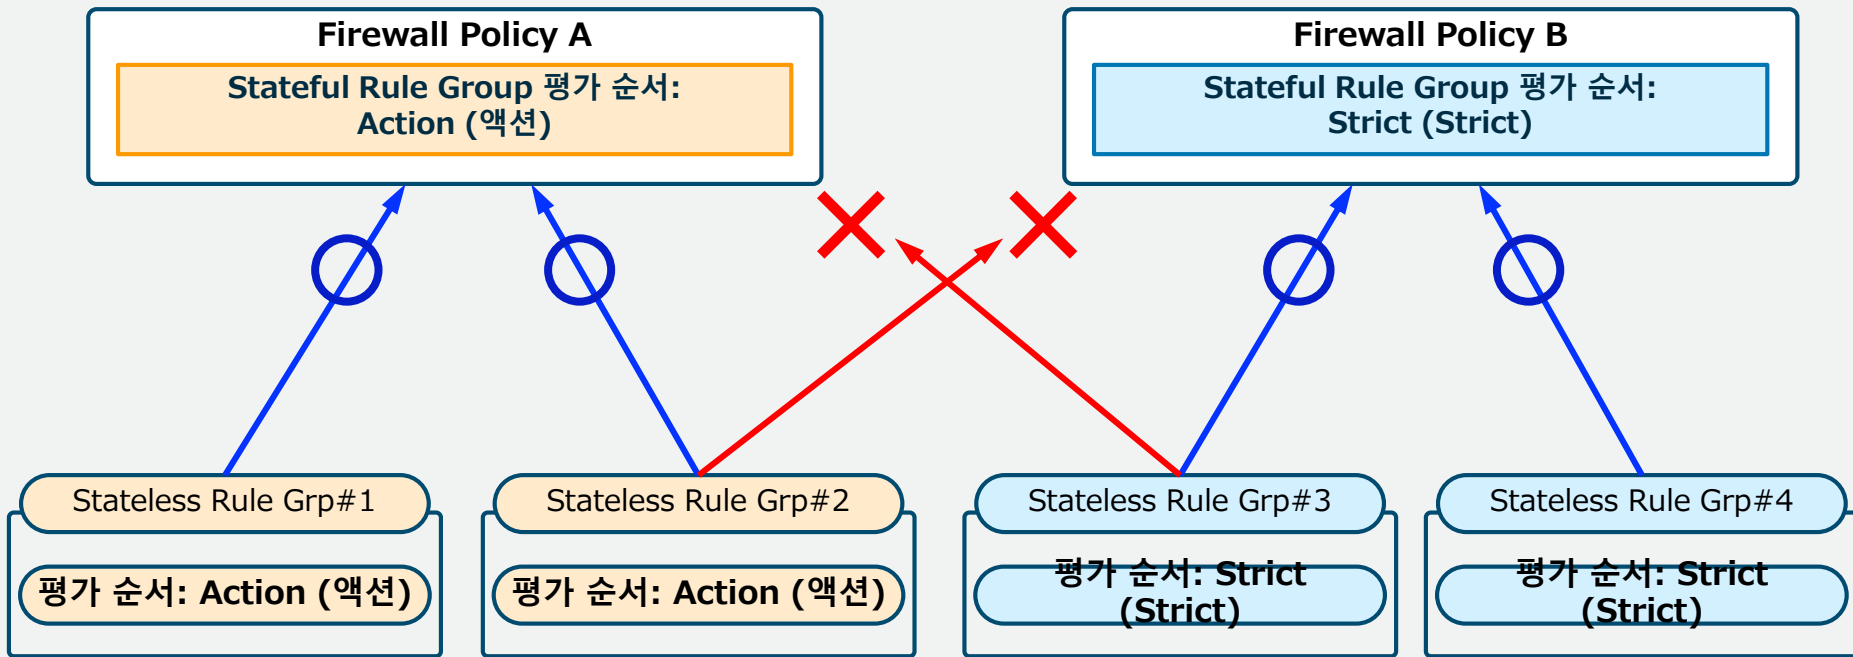 Firewall Policy A
Stateful Rule Group 평가 순서:
Action (액션)
Firewall Policy B
Stateful Rule Group 평가 순서:
Strict (Strict)
Stateless Rule Grp#1
평가 순서: Action (액션)
Stateless Rule Grp#2
평가 순서: Action (액션)
Stateless Rule Grp#3
평가 순서: Strict
(Strict)
Stateless Rule Grp#4
평가 순서: Strict
(Strict)